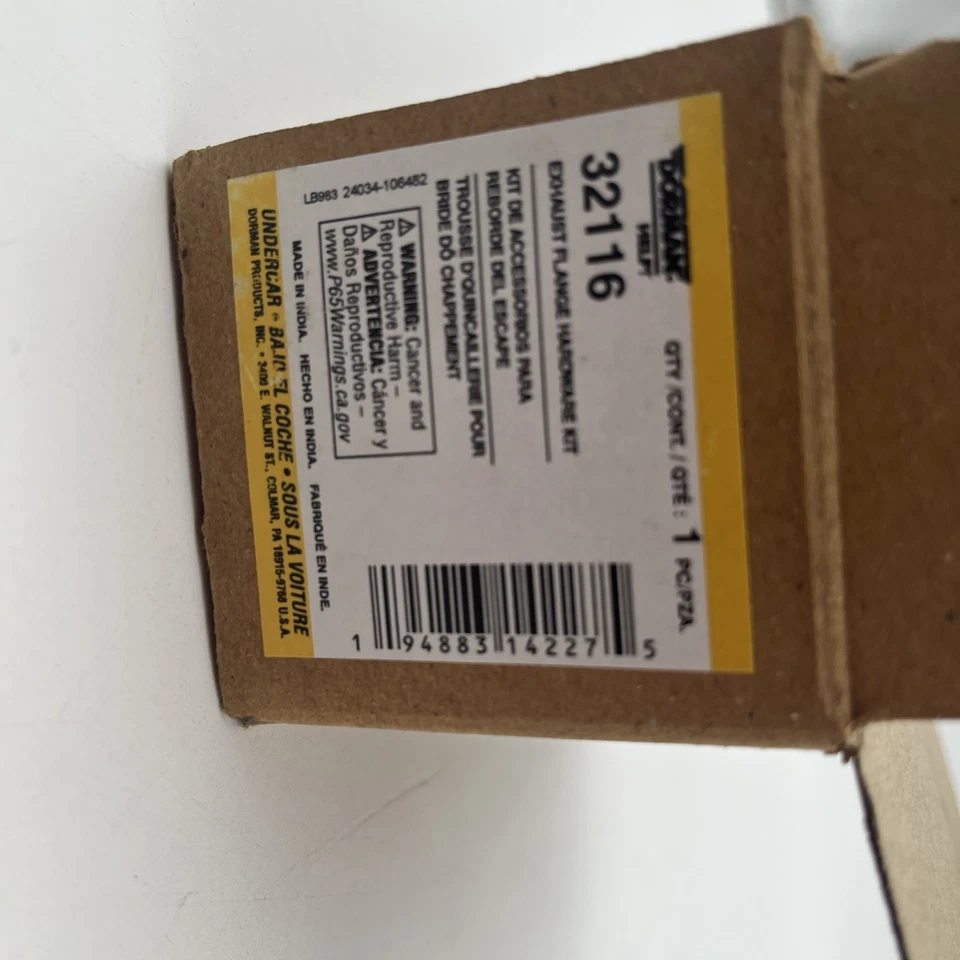 DORMAN®
HELP!
QTY /CONT. / QTÉ : 1 PC/PZA.
32116
EXHAUST FLANGE HARDWARE KIT
KIT DE ACCESSORIOS PARA
REBORDE DEL ESCAPE
TROUSSE D'QUINCAILLERIE POUR
BRIDE DÔ CHAPPEMENT
⚠ WARNING: Cancer and
Reproductive Harm –
⚠ ADVERTENCIA: Cáncer y
Daños Reproductivos –
www.P65Warnings.ca.gov
LB983 24034-106482
1 94883 14227 5
MADE IN INDIA. HECHO EN INDIA. FABRIQUÉ EN INDE.
UNDERCAR • BAJO EL COCHE • SOUS LA VOITURE
DORMAN PRODUCTS, INC. • 3400 E. WALNUT ST., COLMAR, PA 18915-9768 U.S.A.